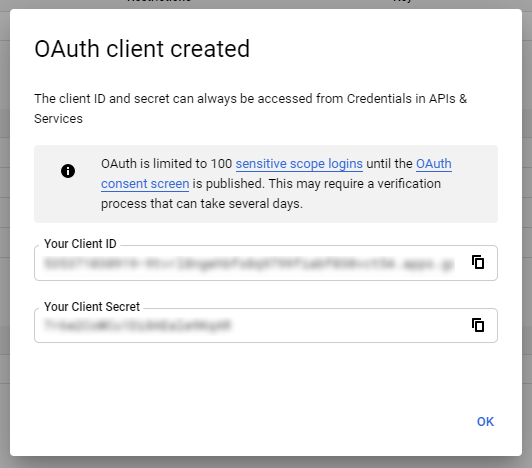 OAuth client created
The client ID and secret can always be accessed from Credentials in APIs &
Services
OAuth is limited to 100 sensitive scope logins until the OAuth
consent screen is published. This may require a verification
process that can take several days.
Your Client ID
Your Client Secret
OK